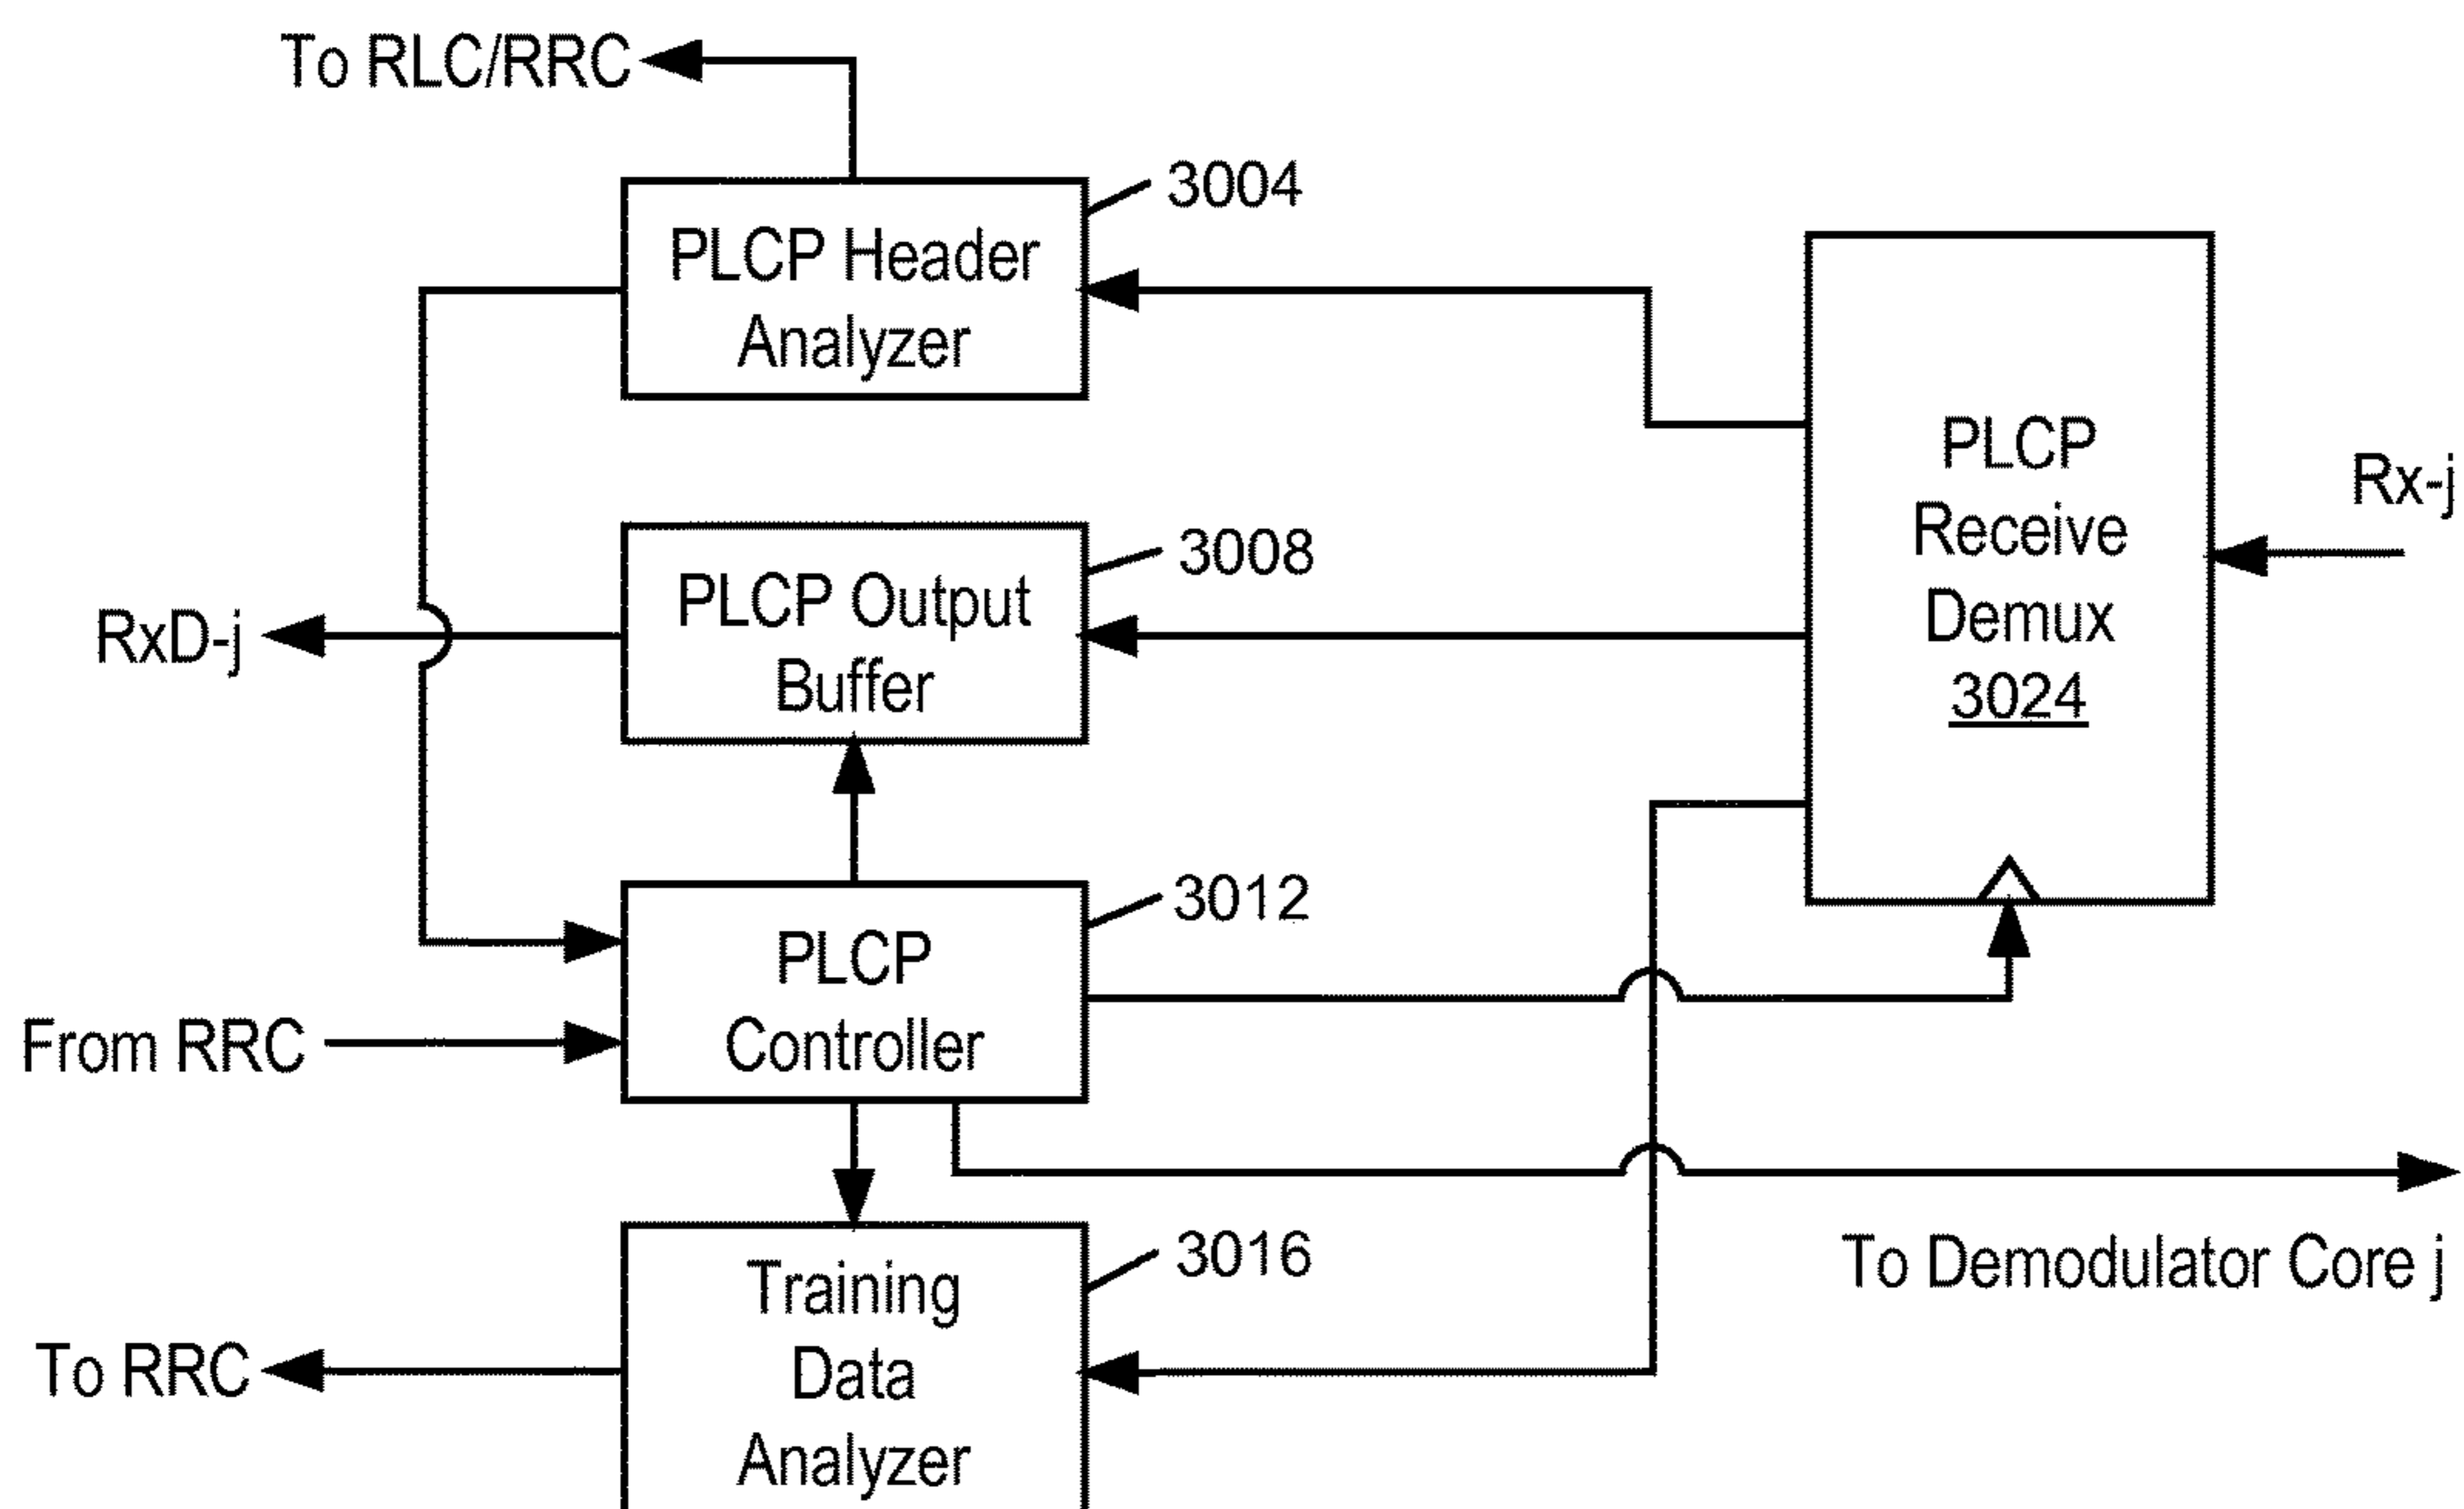 To RLC/RRC
3004
PLCP Header
Analyzer
PLCP
Receive
Demux
3024
Rx-j
3008
PLCP Output
Buffer
RxD-j
3012
PLCP
Controller
From RRC
To Demodulator Core j
3016
Training
Data
Analyzer
To RRC